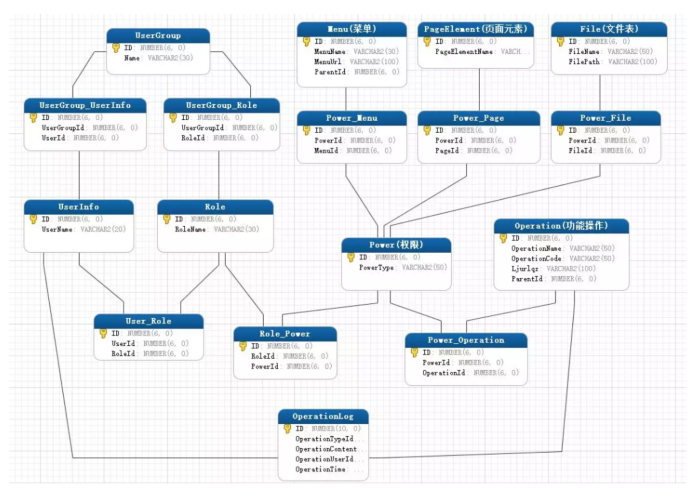 UserGroup
ID NUMBER(6, 0)
Name VARCHAR2(30)
Menu(菜单)
ID NUMBER(6, 0)
MenuName VARCHAR2(30)
MenuUrl VARCHAR2(100)
ParentId NUMBER(6, 0)
PageElement(页面元素)
ID NUMBER(6, 0)
PageElementName VARCH...
File(文件表)
ID NUMBER(6, 0)
FileName VARCHAR2(50)
FilePath VARCHAR2(100)
UserGroup_UserInfo
ID NUMBER(6, 0)
UserGroupId NUMBER(6, 0)
UserId NUMBER(6, 0)
UserGroup_Role
ID NUMBER(6, 0)
UserGroupId NUMBER(6, 0)
RoleId NUMBER(6, 0)
Power_Menu
ID NUMBER(6, 0)
PowerId NUMBER(6, 0)
MenuId NUMBER(6, 0)
Power_Page
ID NUMBER(6, 0)
PowerId NUMBER(6, 0)
PageId NUMBER(6, 0)
Power_File
ID NUMBER(6, 0)
PowerId NUMBER(6, 0)
FileId NUMBER(6, 0)
UserInfo
ID NUMBER(6, 0)
UserName VARCHAR2(20)
Role
ID NUMBER(6, 0)
RoleName VARCHAR2(30)
Power(权限)
ID NUMBER(6, 0)
PowerType VARCHAR2(50)
Operation(功能操作)
ID NUMBER(6, 0)
OperationName VARCHAR2(50)
OperationCode VARCHAR2(50)
Ljurlqz VARCHAR2(100)
ParentId NUMBER(6, 0)
User_Role
ID NUMBER(6, 0)
UserId NUMBER(6, 0)
RoleId NUMBER(6, 0)
Role_Power
ID NUMBER(6, 0)
RoleId NUMBER(6, 0)
PowerId NUMBER(6, 0)
Power_Operation
ID NUMBER(6, 0)
PowerId NUMBER(6, 0)
OperationId NUMBER(6, 0)
OperationLog
ID NUMBER(10, 0)
OperationTypeId...
OperationContent...
OperationUserId...
OperationTime...